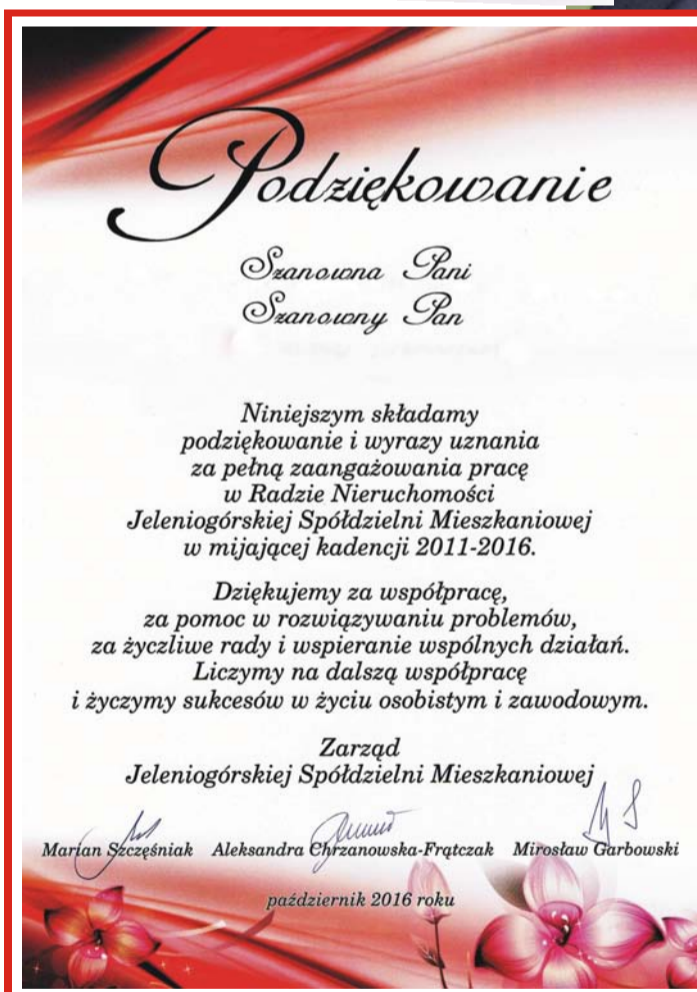 Podziękowanie
Szanowna Pani
Szanowny Pan
Niniejszym składamy
podziękowanie i wyrazy uznania
za pełną zaangażowania pracę
w Radzie Nieruchomości
Jeleniogórskiej Spółdzielni Mieszkaniowej
w mijającej kadencji 2011-2016.
Dziękujemy za współpracę,
za pomoc w rozwiązywaniu problemów,
za życzliwe rady i wspieranie wspólnych działań.
Liczymy na dalszą współpracę
i życzymy sukcesów w życiu osobistym i zawodowym.
Zarząd
Jeleniogórskiej Spółdzielni Mieszkaniowej
Marian Szczęśniak Aleksandra Chrzanowska-Frątczak Mirosław Garbowski
październik 2016 roku